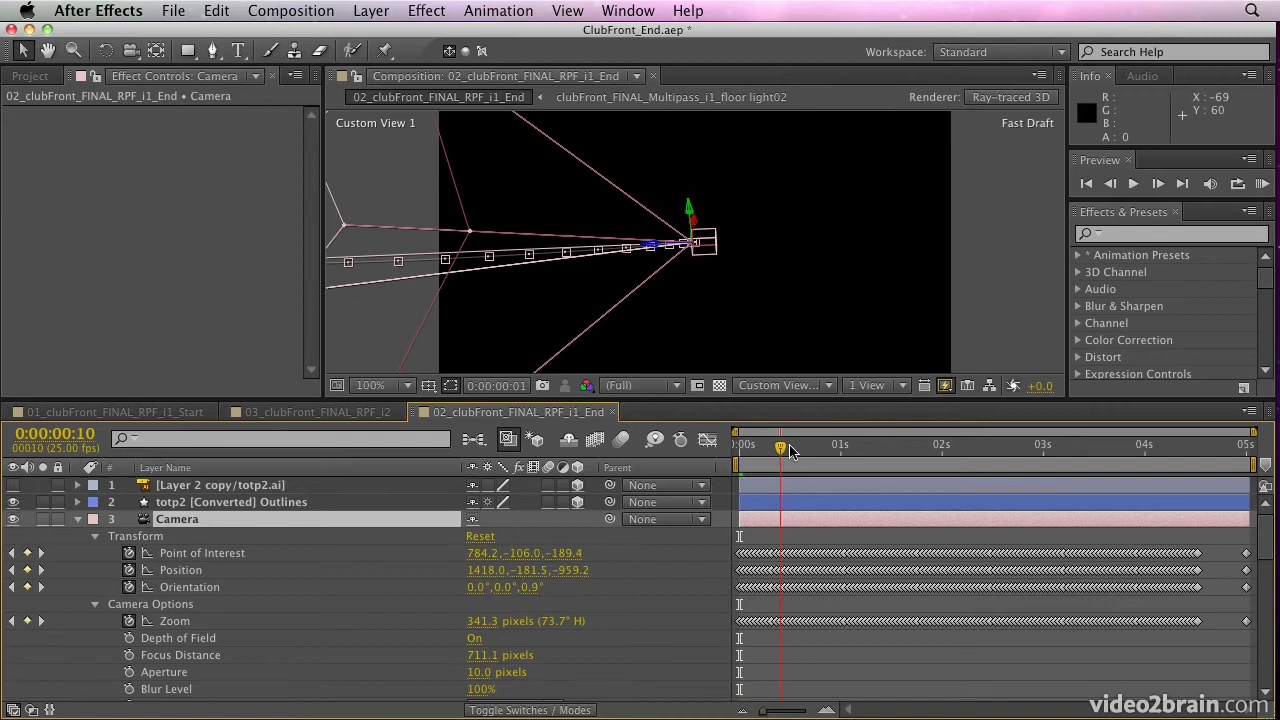 After Effects File Edit Composition Layer Effect Animation View Window Help
ClubFront_End.aep *
Workspace: Standard Search Help
Project Effect Controls: Camera Composition: 02_clubFront_FINAL_RPF_i1_End Info Audio
02_clubFront_FINAL_RPF_i1_End • Camera
02_clubFront_FINAL_RPF_i1_End clubFront_FINAL_Multipass_i1_floor light02 Renderer: Ray-traced 3D
Custom View 1 Fast Draft
R :
G :
B :
A : 0
X : -69
Y : 60
Preview
Effects & Presets
* Animation Presets
3D Channel
Audio
Blur & Sharpen
Channel
Color Correction
Distort
Expression Controls
100% 0:00:00:01 (Full) Custom View... 1 View +0.0
01_clubFront_FINAL_RPF_i1_Start 03_clubFront_FINAL_RPF_i2 02_clubFront_FINAL_RPF_i1_End
0:00:00:10
00010 (25.00 fps)
):00s 01s 02s 03s 04s 05s
# Layer Name Parent
1 [Layer 2 copy/totp2.ai] None
2 totp2 [Converted] Outlines None
3 Camera None
Transform Reset
Point of Interest 784.2,-106.0,-189.4
Position 1418.0,-181.5,-959.2
Orientation 0.0°,0.0°,0.9°
Camera Options
Zoom 341.3 pixels (73.7° H)
Depth of Field On
Focus Distance 711.1 pixels
Aperture 10.0 pixels
Blur Level 100%
Toggle Switches / Modes
video2brain.com